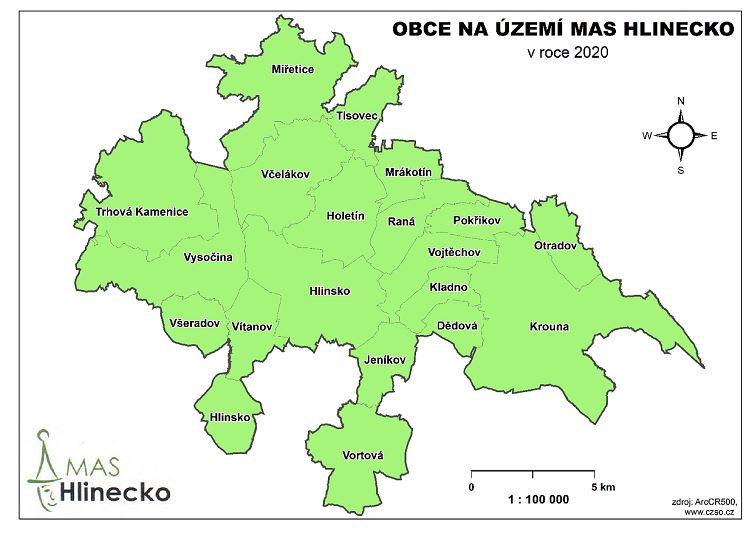 OBCE NA ÚZEMÍ MAS HLINECKO
v roce 2020
N
W E
S
Miřetice
Tisovec
Včelákov
Mrákotín
Trhová Kamenice
Holetín
Raná
Pokřikov
Otradov
Vysočina
Vojtěchov
Hlinsko
Kladno
Všeradov
Vítanov
Dědová
Krouna
Jeníkov
Hlinsko
Vortová
MAS
Hlinecko
0 5 km
1 : 100 000
zdroj: ArcCR500,
www.czso.cz